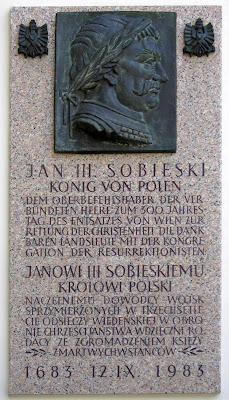 JAN III. SOBIESKI
KÖNIG VON POLEN
DEM OBERBEFEHLSHABER DER VER
BÜNDETEN HEERE ZUM 300 JAHRES-
TAG DES ENTSATZES VON WIEN ZUR
RETTUNG DER CHRISTENHEIT DIE DANK
BAREN LANDSLEUTE MIT DER KONGRE
GATION DER RESURREKTIONISTEN
JANOWI III SOBIESKIEMU
KRÓLOWI POLSKI
NACZELNEMU DOWÓDCY WOJSK
SPRZYMIERZONYCH W TRZECHSETLE
CIE ODSIECZY WIEDEŃSKIEJ W OBRO
NIE CHRZEŚCIJAŃSTWA WDZIĘCZNI RO
DACY ZE ZGROMADZENIEM KSIĘŻY
ZMARTWYCHWSTAŃCÓW
1683 12.IX. 1983